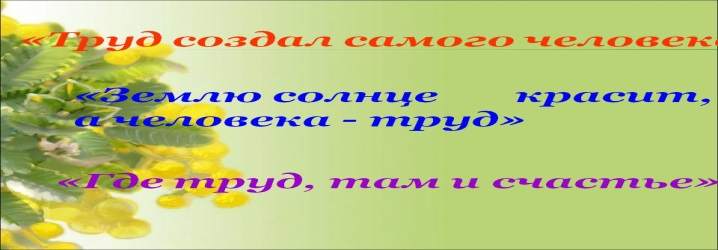 «Труд создал самого человек
«Землю солнце красит,
а человека - труд»
«Где труд, там и счастье»